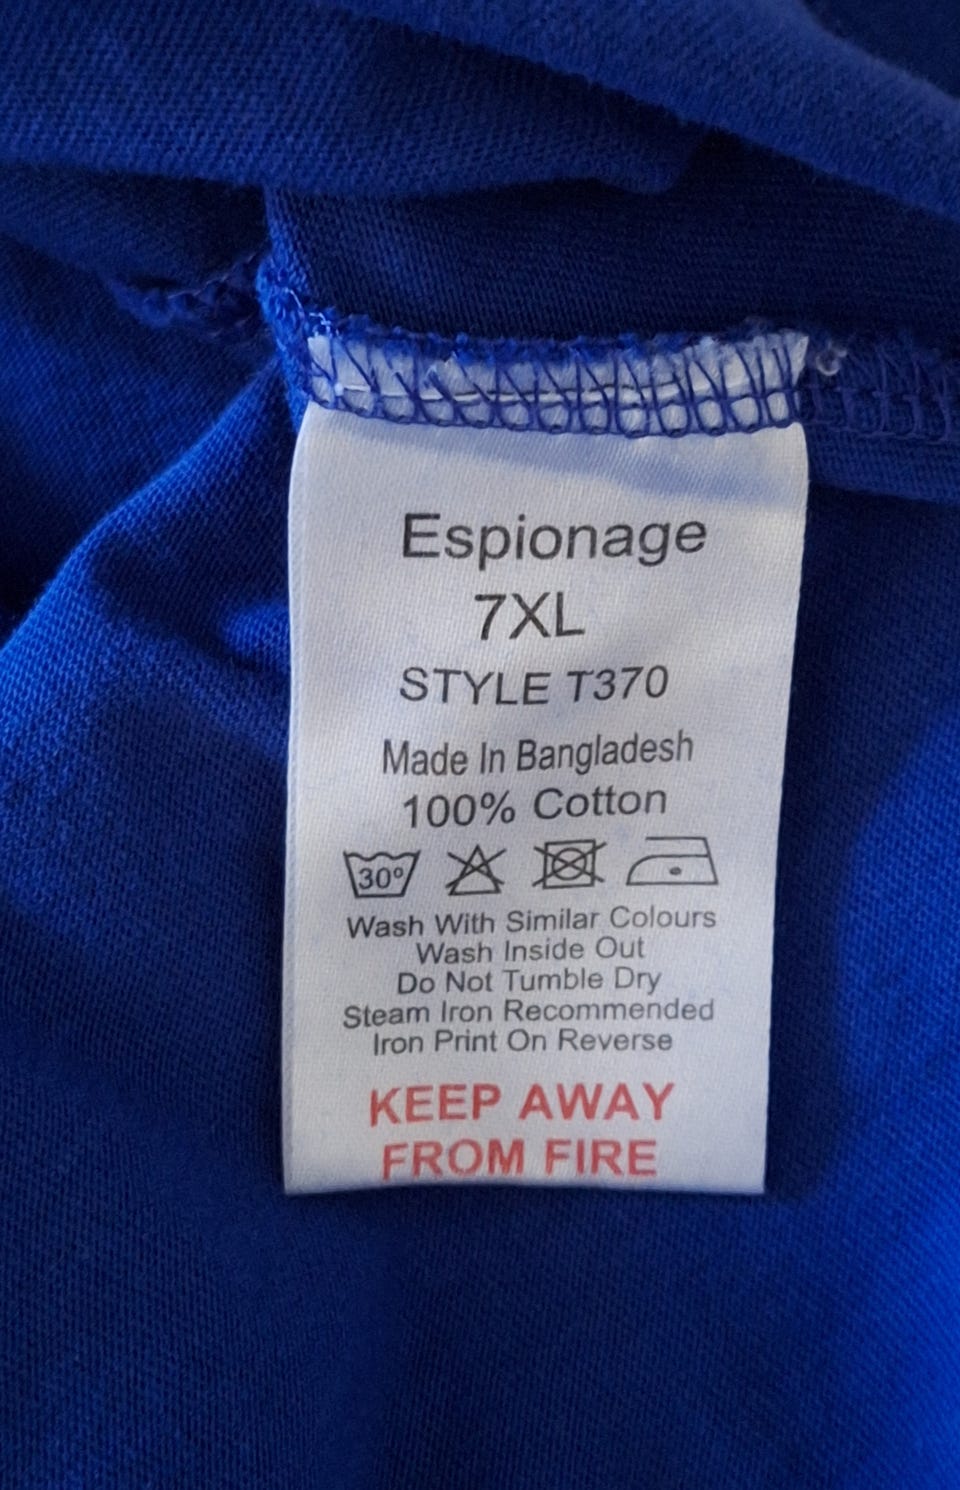 Espionage
7XL
STYLE T370
Made In Bangladesh
100% Cotton
30º
Wash With Similar Colours
Wash Inside Out
Do Not Tumble Dry
Steam Iron Recommended
Iron Print On Reverse
KEEP AWAY
FROM FIRE